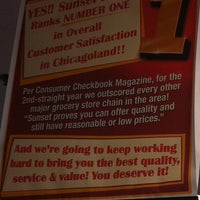 YES!! Sunset
Ranks NUMBER ONE
in Overall
Customer Satisfaction
in Chicagoland!!
1
Per Consumer Checkbook Magazine, for the
2nd-straight year we outscored every other
major grocery store chain in the area!
"Sunset proves you can offer quality and
still have reasonable or low prices."
And we're going to keep working
hard to bring you the best quality,
service & value! You deserve it!